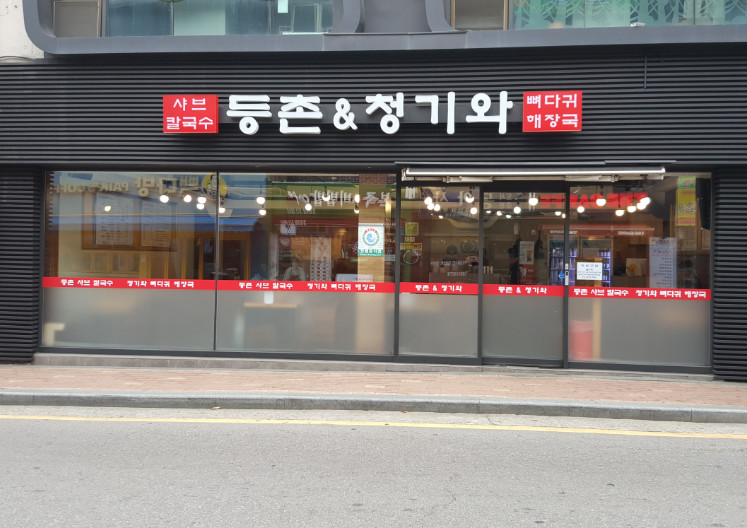 샤브
칼국수
등촌&청기와
뼈다귀
해장국
등촌 샤브 칼국수 청기와 뼈다귀 해장국
등촌 샤브 칼국수 청기와 뼈다귀 해장국
등촌 & 청기와
등촌 & 청기와
등촌 샤브 칼국수 청기와 뼈다귀 해장국